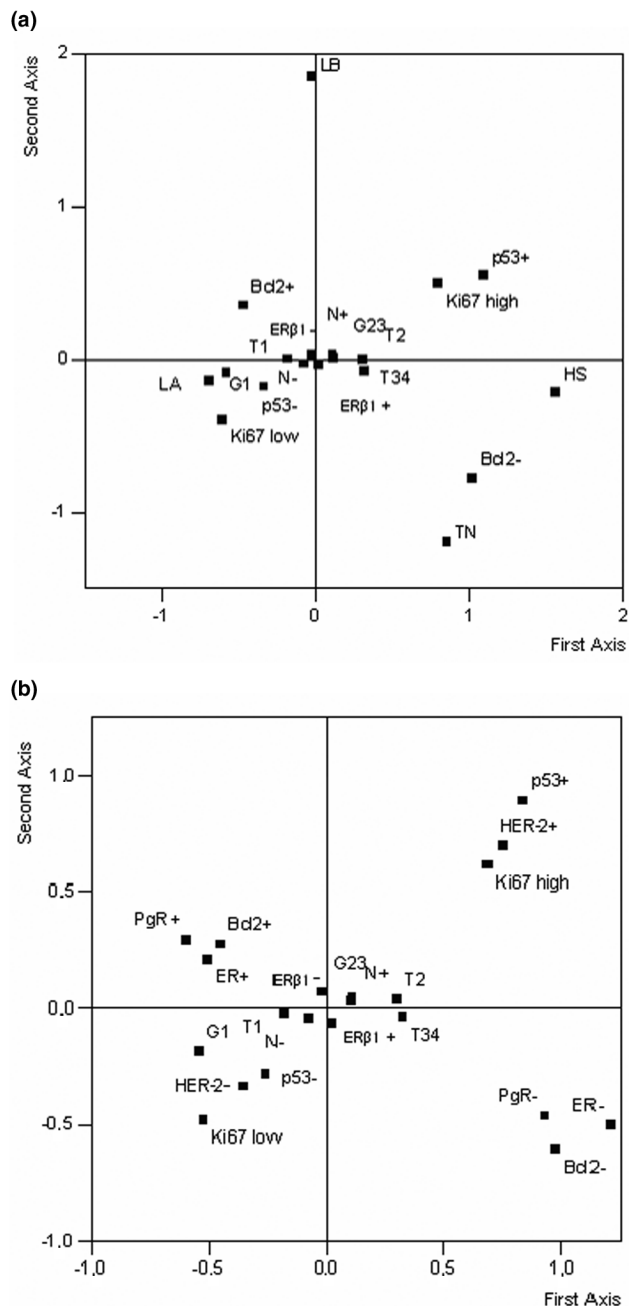 (a)
Second Axis
2
LB
1
p53+
Bcl2+
Ki67 high
N+
ERβ1 -
G23
T2
T1
0
LA
G1
N-
T34
HS
p53-
ERβ1 +
Ki67 low
Bcl2-
-1
TN
-1 0 1 2
First Axis
(b)
Second Axis
1.0
p53+
HER-2+
Ki67 high
0.5
PgR +
Bcl2+
ER+
G23
N+
ERβ1 -
T2
0.0
G1
T1
N-
ERβ1 +
T34
HER-2-
p53-
PgR-
ER-
-0.5
Ki67 low
Bcl2-
-1.0
-1.0 -0.5 0.0 0.5 1.0
First Axis